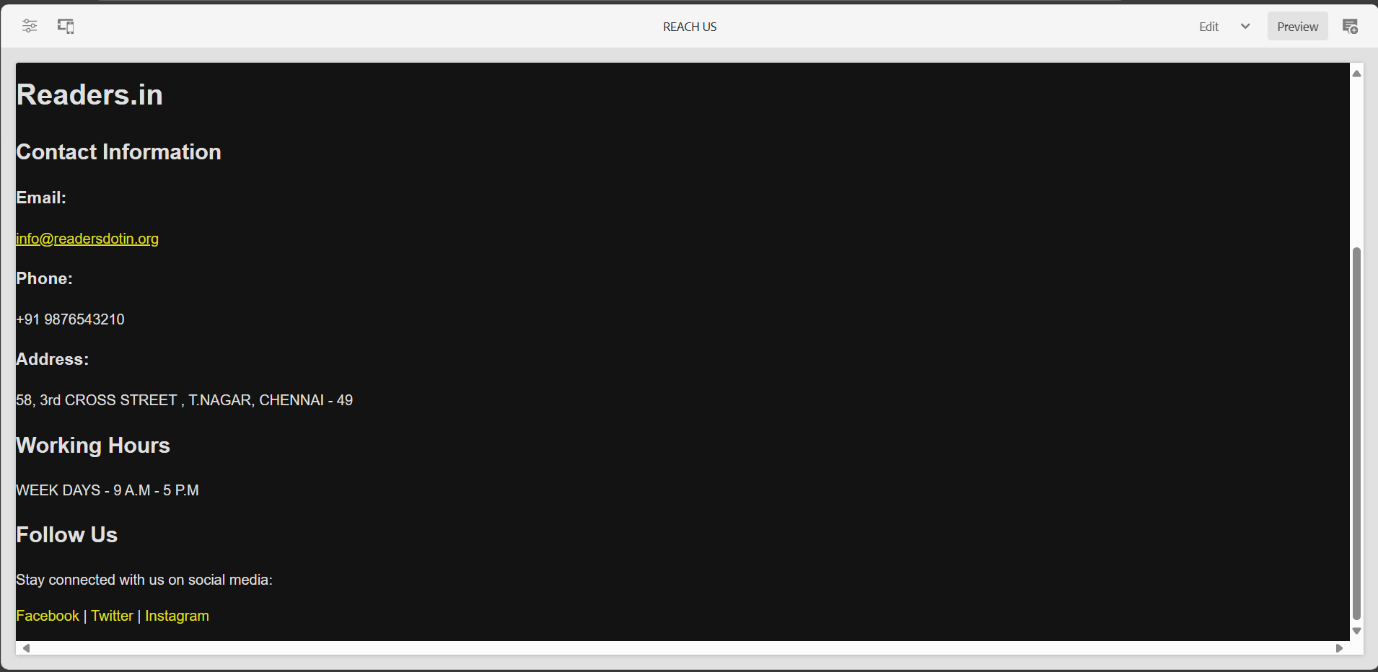 REACH US
Edit
Preview
Readers.in
Contact Information
Email:
info@readersdotin.org
Phone:
+91 9876543210
Address:
58, 3rd CROSS STREET , T.NAGAR, CHENNAI - 49
Working Hours
WEEK DAYS - 9 A.M - 5 P.M
Follow Us
Stay connected with us on social media:
Facebook | Twitter | Instagram